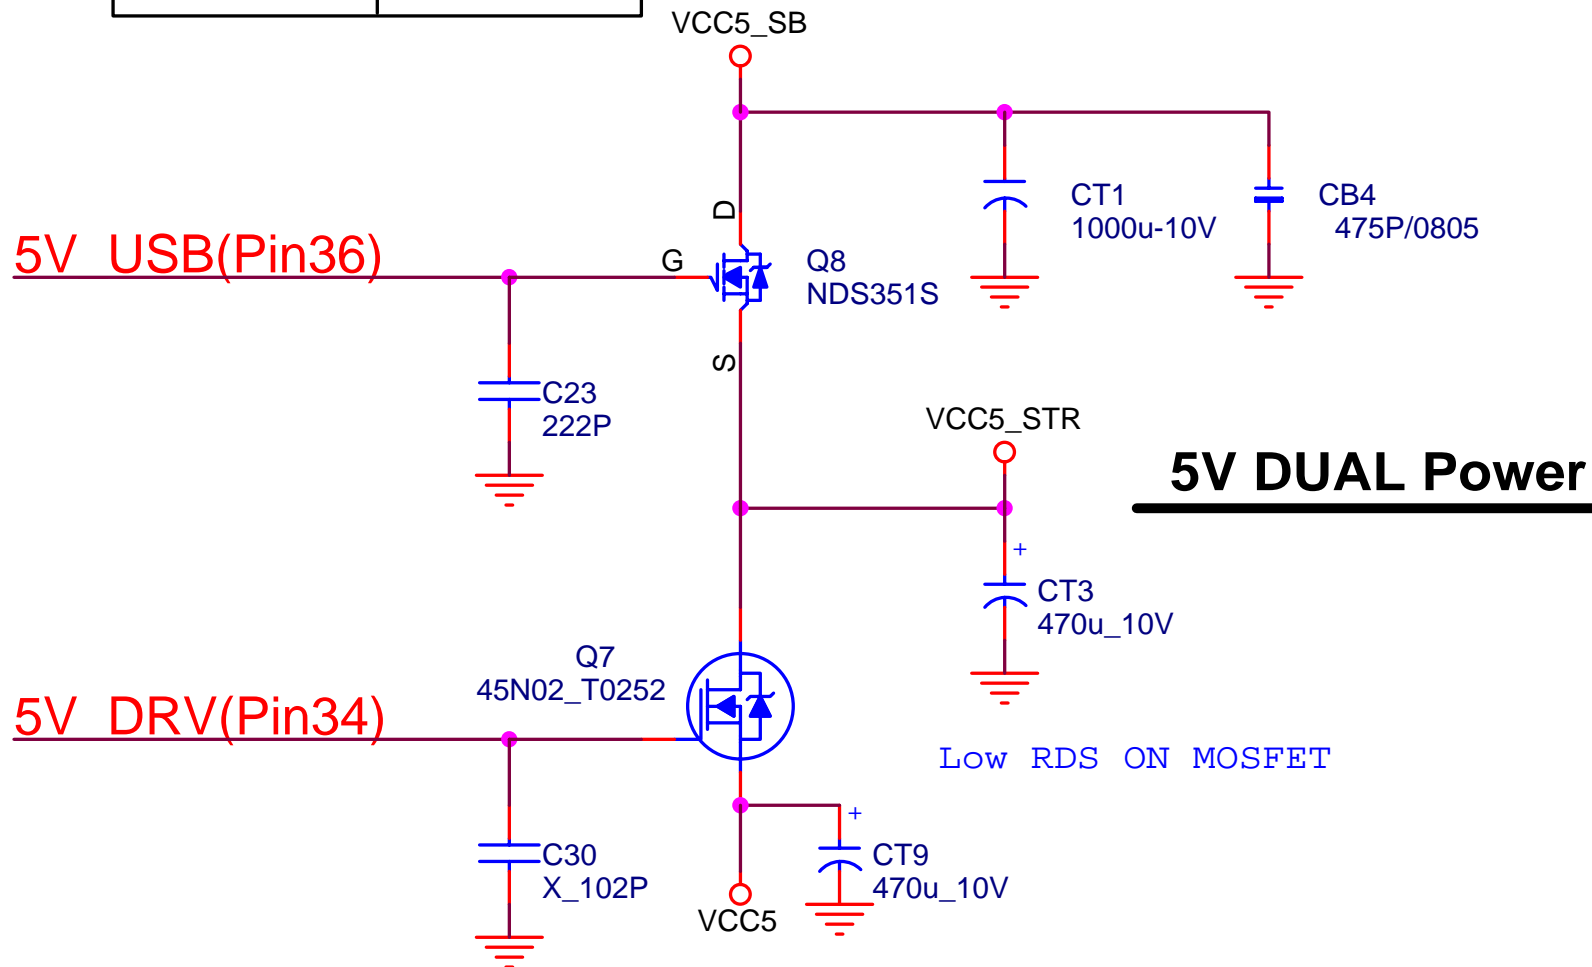 VCC5_SB
D
5V_USB(Pin36)
G
Q8
NDS351S
CT1
1000u-10V
CB4
475P/0805
S
C23
222P
VCC5_STR
5V DUAL Power
+
CT3
470u_10V
Q7
45N02_T0252
5V_DRV(Pin34)
Low RDS ON MOSFET
+
C30
X_102P
CT9
470u_10V
VCC5